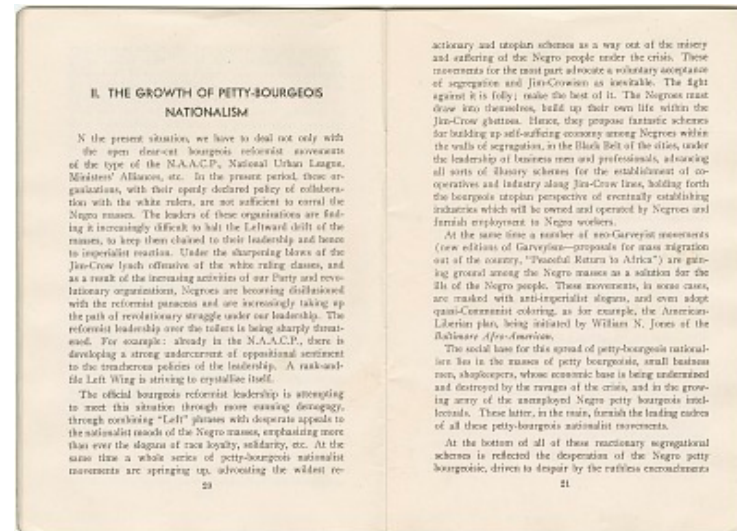 II. THE GROWTH OF PETTY-BOURGEOIS
NATIONALISM
N the present situation, we have to deal not only with
the open clear-cut bourgeois reformist movements
of the type of the N.A.A.C.P., National Urban League,
Ministers' Alliances, etc. In the present period, these or-
ganizations, with their openly declared policy of collabora-
tion with the white rulers, are not sufficient to corral the
Negro masses. The leaders of these organizations are find-
ing it increasingly difficult to halt the Leftward drift of the
masses, to keep them chained to their leadership and hence
to imperialist reaction. Under the sharpening blows of the
Jim-Crow lynch offensive of the white ruling classes, and
as a result of the increasing activities of our Party and revo-
lutionary organizations, Negroes are becoming disillusioned
with the reformist panaceas and are increasingly taking up
the path of revolutionary struggle under our leadership. The
reformist leadership over the toilers is being sharply threat-
ened. For example: already in the N.A.A.C.P., there is
developing a strong undercurrent of oppositional sentiment
to the treacherous policies of the leadership. A rank-and-
file Left Wing is striving to crystallize itself.
The official bourgeois reformist leadership is attempting
to meet this situation through more cunning demagogy,
through combining "Left" phrases with desperate appeals to
the nationalist moods of the Negro masses, emphasizing more
than ever the slogans of race loyalty, solidarity, etc. At the
same time a whole series of petty-bourgeois nationalist
movements are springing up, advocating the wildest re-
20
actionary and utopian schemes as a way out of the misery
and suffering of the Negro people under the crisis. These
movements for the most part advocate a voluntary acceptance
of segregation and Jim-Crowism as inevitable. The fight
against it is folly; make the best of it. The Negroes must
draw into themselves, build up their own life within the
Jim-Crow ghettoes. Hence, they propose fantastic schemes
for building up self-sufficing economy among Negroes within
the walls of segregation, in the Black Belt of the cities, under
the leadership of business men and professionals, advancing
all sorts of illusory schemes for the establishment of co-
operatives and industry along Jim-Crow lines, holding forth
the bourgeois utopian perspective of eventually establishing
industries which will be owned and operated by Negroes and
furnish employment to Negro workers.
At the same time a number of neo-Garveyist movements
(new editions of Garveyism—proposals for mass migration
out of the country, "Peaceful Return to Africa") are gain-
ing ground among the Negro masses as a solution for the
ills of the Negro people. These movements, in some cases,
are masked with anti-imperialist slogans, and even adopt
quasi-Communist coloring, as for example, the American-
Liberian plan, being initiated by William N. Jones of the
Baltimore Afro-American.
The social base for this spread of petty-bourgeois national-
ism lies in the masses of petty bourgeoisie, small business
men, shopkeepers, whose economic base is being undermined
and destroyed by the ravages of the crisis, and in the grow-
ing army of the unemployed Negro petty bourgeois intel-
lectuals. These latter, in the main, furnish the leading cadres
of all these petty-bourgeois nationalist movements.
At the bottom of all of these reactionary segregational
schemes is reflected the desperation of the Negro petty
bourgeoisie, driven to despair by the ruthless encroachments
21